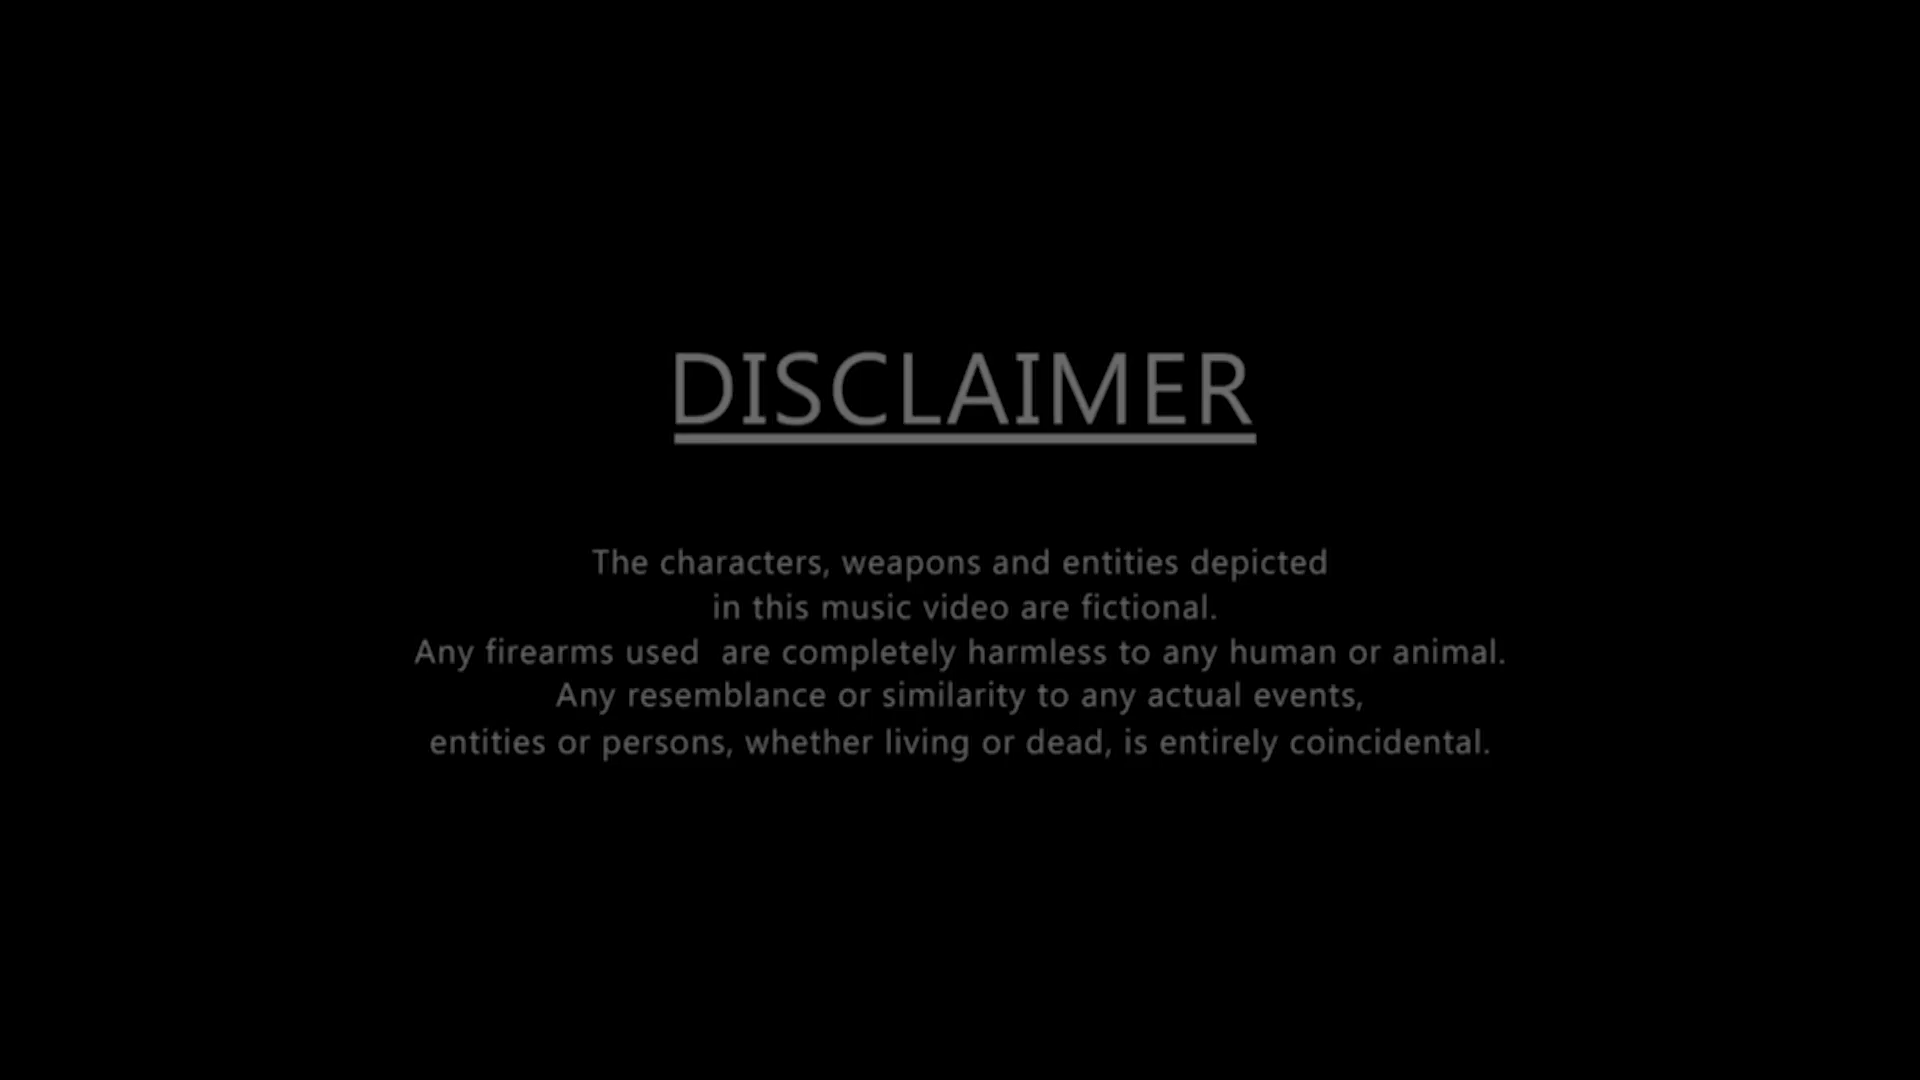 DISCLAIMER
The characters, weapons and entities depicted
in this music video are fictional.
Any firearms used  are completely harmless to any human or animal.
Any resemblance or similarity to any actual events,
entities or persons, whether living or dead, is entirely coincidental.